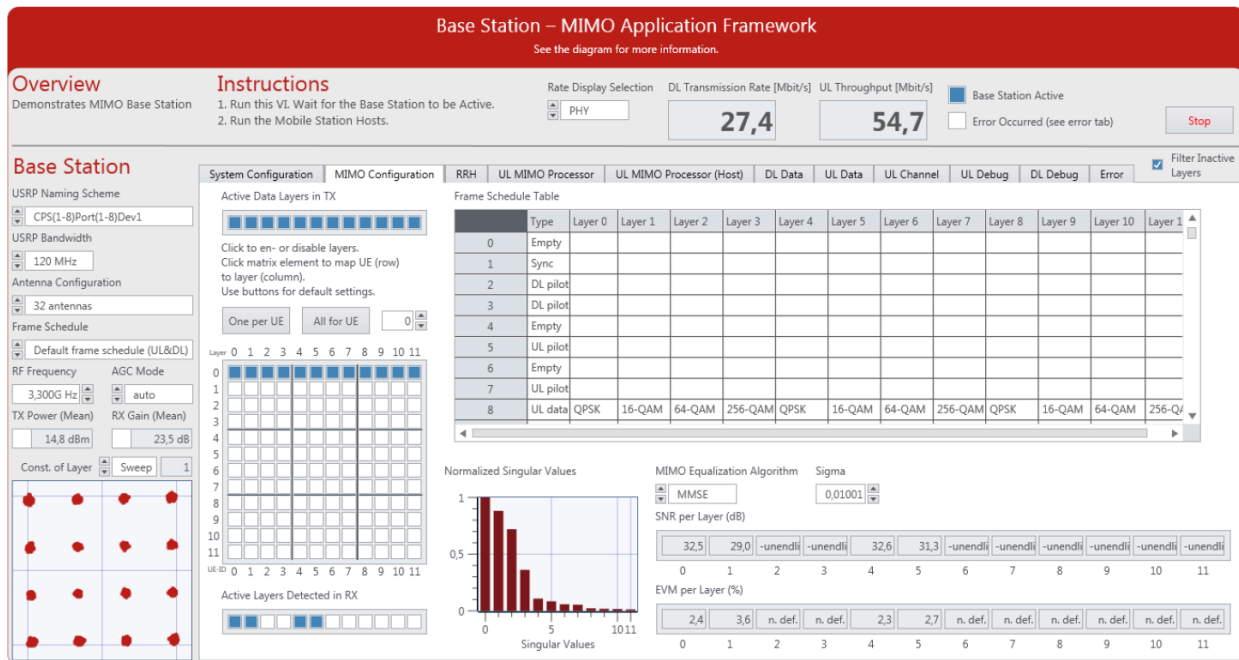 Base Station – MIMO Application Framework
See the diagram for more information.
Overview
Demonstrates MIMO Base Station
Instructions
1. Run this VI. Wait for the Base Station to be Active.
2. Run the Mobile Station Hosts.
Rate Display Selection
PHY
DL Transmission Rate [Mbit/s]
27,4
UL Throughput [Mbit/s]
54,7
Base Station Active
Error Occurred (see error tab)
Stop
Base Station
USRP Naming Scheme
CPS(1-8)Port(1-8)Dev1
USRP Bandwidth
120 MHz
Antenna Configuration
32 antennas
Frame Schedule
Default frame schedule (UL&DL)
RF Frequency AGC Mode
3,300G Hz auto
TX Power (Mean) RX Gain (Mean)
14,8 dBm 23,5 dB
Const. of Layer Sweep 1
System Configuration MIMO Configuration RRH UL MIMO Processor UL MIMO Processor (Host) DL Data UL Data UL Channel UL Debug DL Debug Error
Filter Inactive
Layers
Active Data Layers in TX
Click to en- or disable layers.
Click matrix element to map UE (row)
to layer (column).
Use buttons for default settings.
One per UE All for UE 0
Layer 0 1 2 3 4 5 6 7 8 9 10 11
0
1
2
3
4
5
6
7
8
9
10
11
UE-ID 0 1 2 3 4 5 6 7 8 9 10 11
Active Layers Detected in RX
Frame Schedule Table
Type Layer 0 Layer 1 Layer 2 Layer 3 Layer 4 Layer 5 Layer 6 Layer 7 Layer 8 Layer 9 Layer 10 Layer 1
0 Empty
1 Sync
2 DL pilot
3 DL pilot
4 Empty
5 UL pilot
6 Empty
7 UL pilot
8 UL data QPSK 16-QAM 64-QAM 256-QAM QPSK 16-QAM 64-QAM 256-QAM QPSK 16-QAM 64-QAM 256-QA
Normalized Singular Values
1
0,5
0
0 5 10 11
Singular Values
MIMO Equalization Algorithm Sigma
MMSE 0,01001
SNR per Layer (dB)
32,5 29,0 -unendli -unendli 32,6 31,3 -unendli -unendli -unendli -unendli -unendli -unendli
0 1 2 3 4 5 6 7 8 9 10 11
EVM per Layer (%)
2,4 3,6 n. def. n. def. 2,3 2,7 n. def. n. def. n. def. n. def. n. def. n. def.
0 1 2 3 4 5 6 7 8 9 10 11